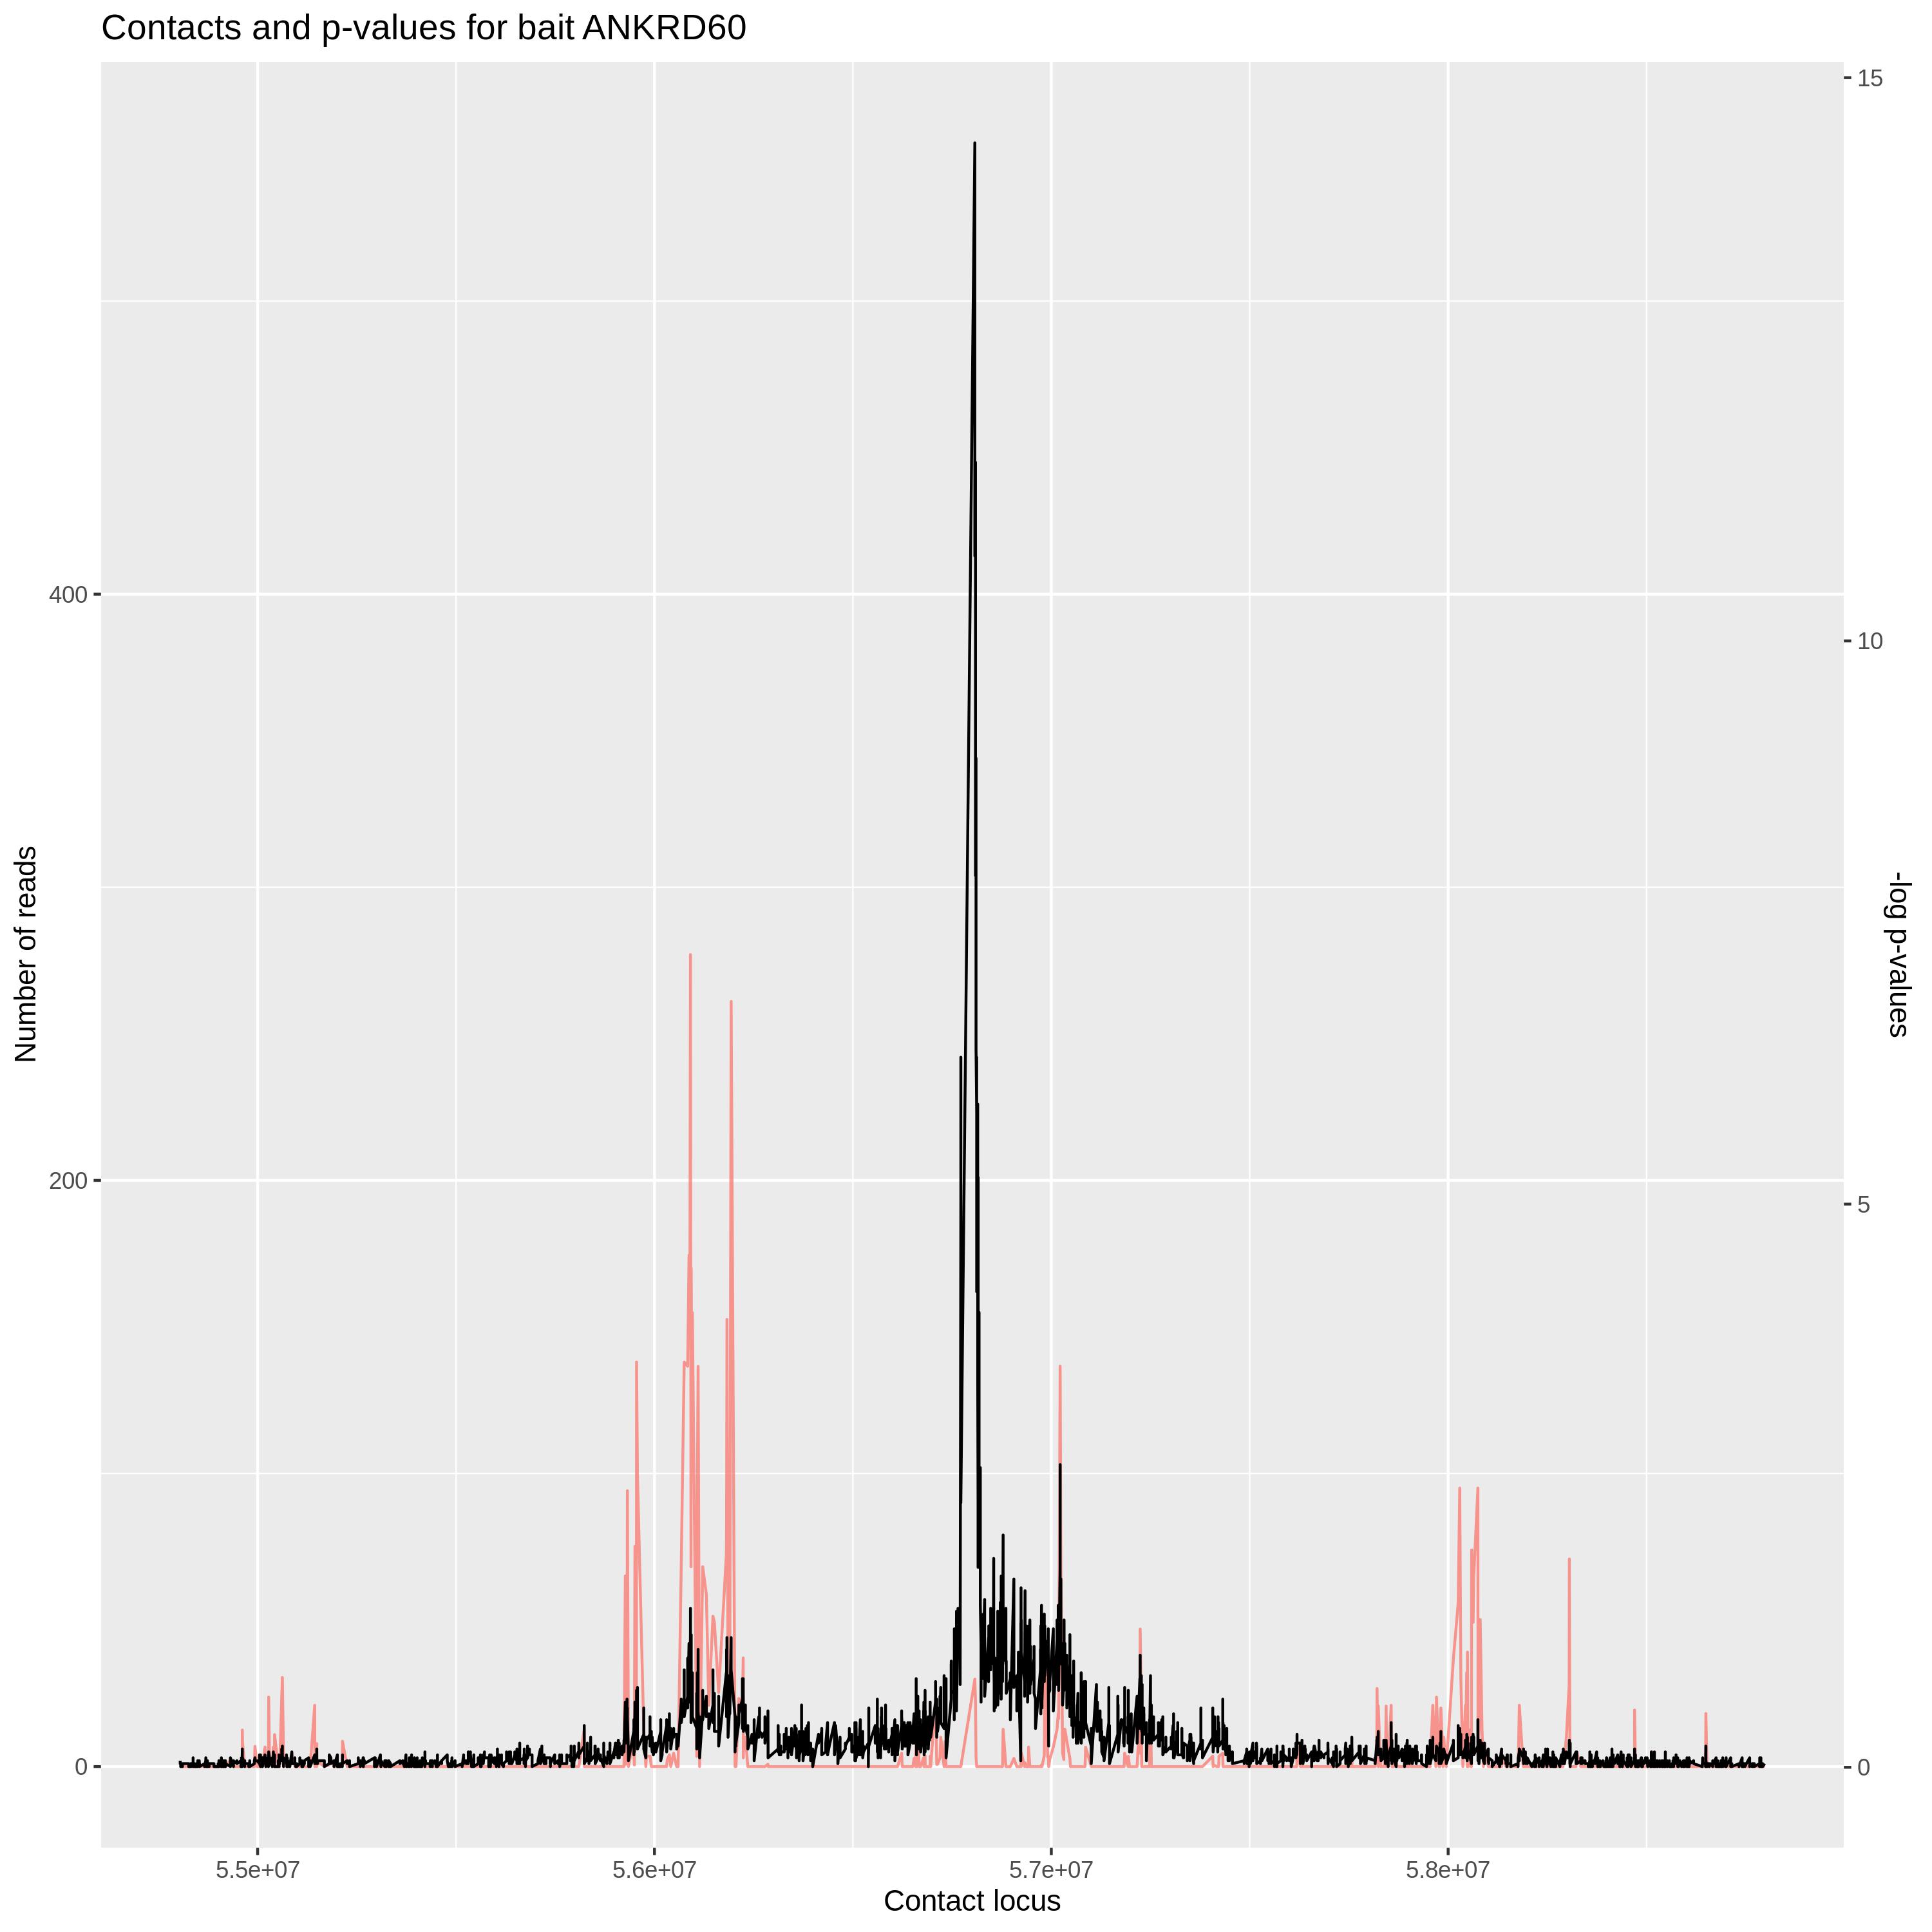 Contacts and p-values for bait ANKRD60
15
400
10
Number of reads
-log p-values
200
5
0
0
5.5e+07
5.6e+07
5.7e+07
5.8e+07
Contact locus